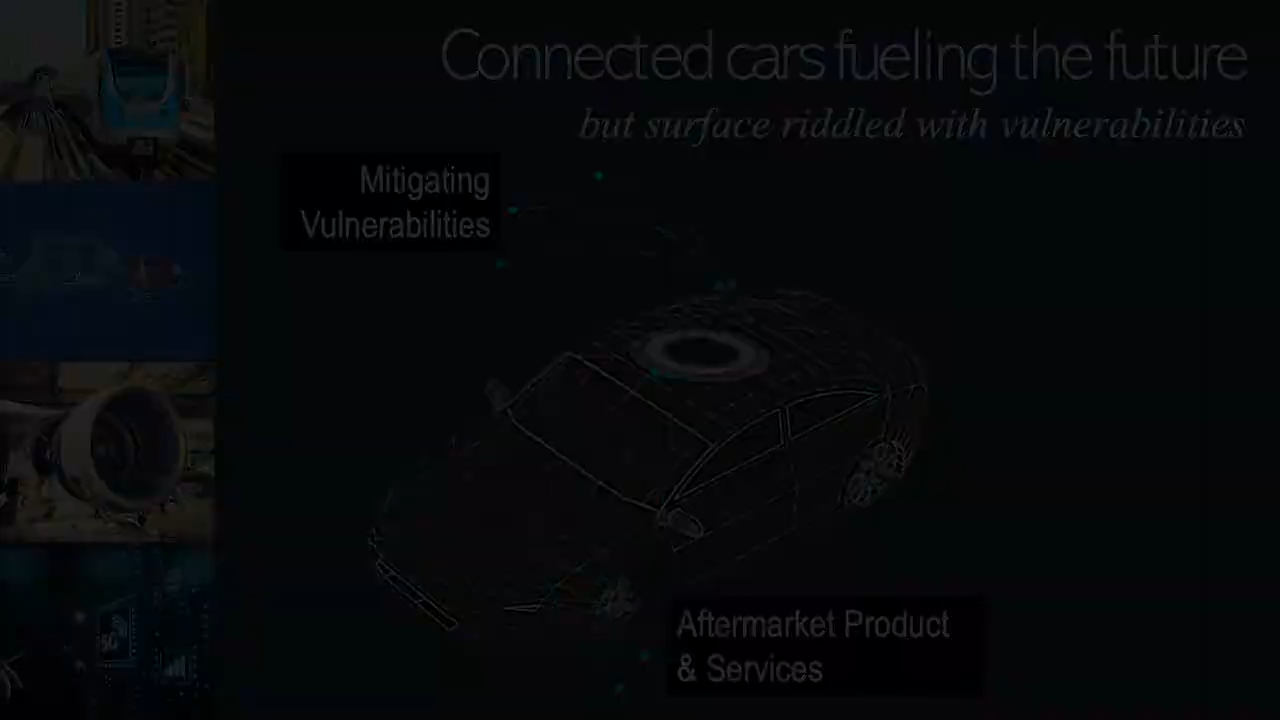 Connected cars fueling the future
but surface riddled with vulnerabilities
Mitigating
Vulnerabilities
Aftermarket Product
& Services